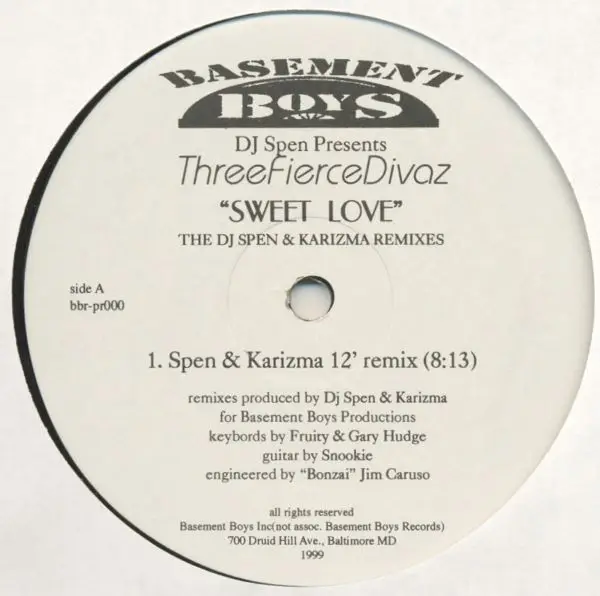 BASEMENT
BOYS
DJ Spen Presents
ThreeFierceDivaz
"SWEET LOVE"
THE DJ SPEN & KARIZMA REMIXES
side A
bbr-pr000
1. Spen & Karizma 12' remix (8:13)
remixes produced by Dj Spen & Karizma
for Basement Boys Productions
keybords by Fruity & Gary Hudge
guitar by Snookie
engineered by "Bonzai" Jim Caruso
all rights reserved
Basement Boys Inc(not assoc. Basement Boys Records)
700 Druid Hill Ave., Baltimore MD
1999